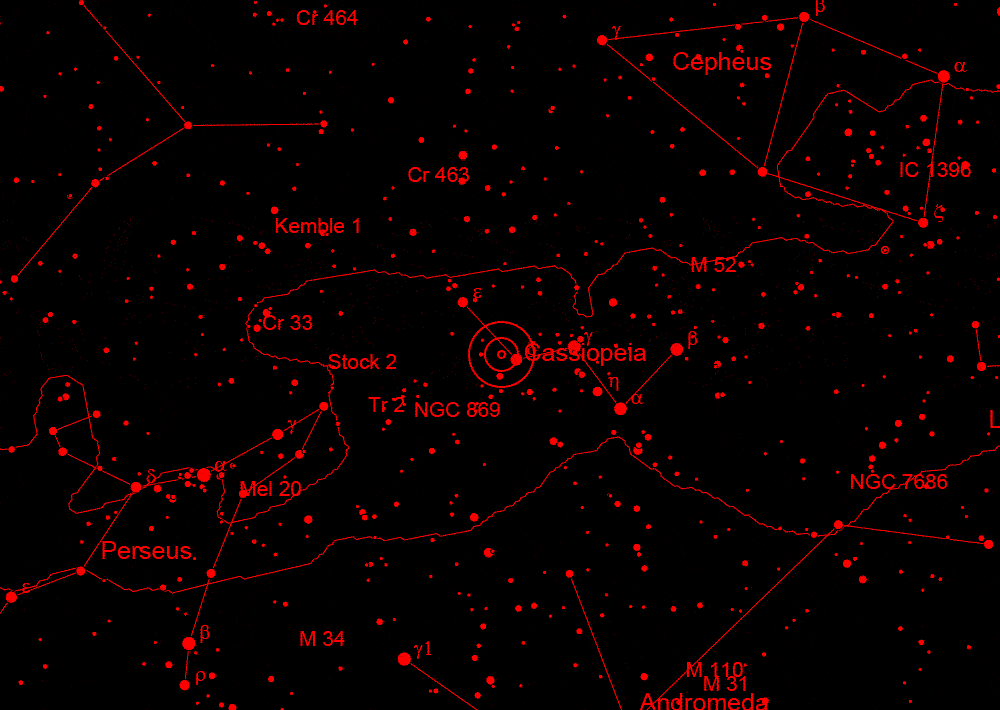 β
Cr 464
γ
Cepheus
α
IC 1396
Cr 463
ζ
Kemble 1
M 52
ε
Cr 33
γ
β
Cassiopeia
Stock 2
η
α
Tr 2
NGC 869
γ
α
δ
NGC 7686
Mel 20
Perseus
ε
β
M 34
γ1
M 110
ρ
M 31
Andromeda
L